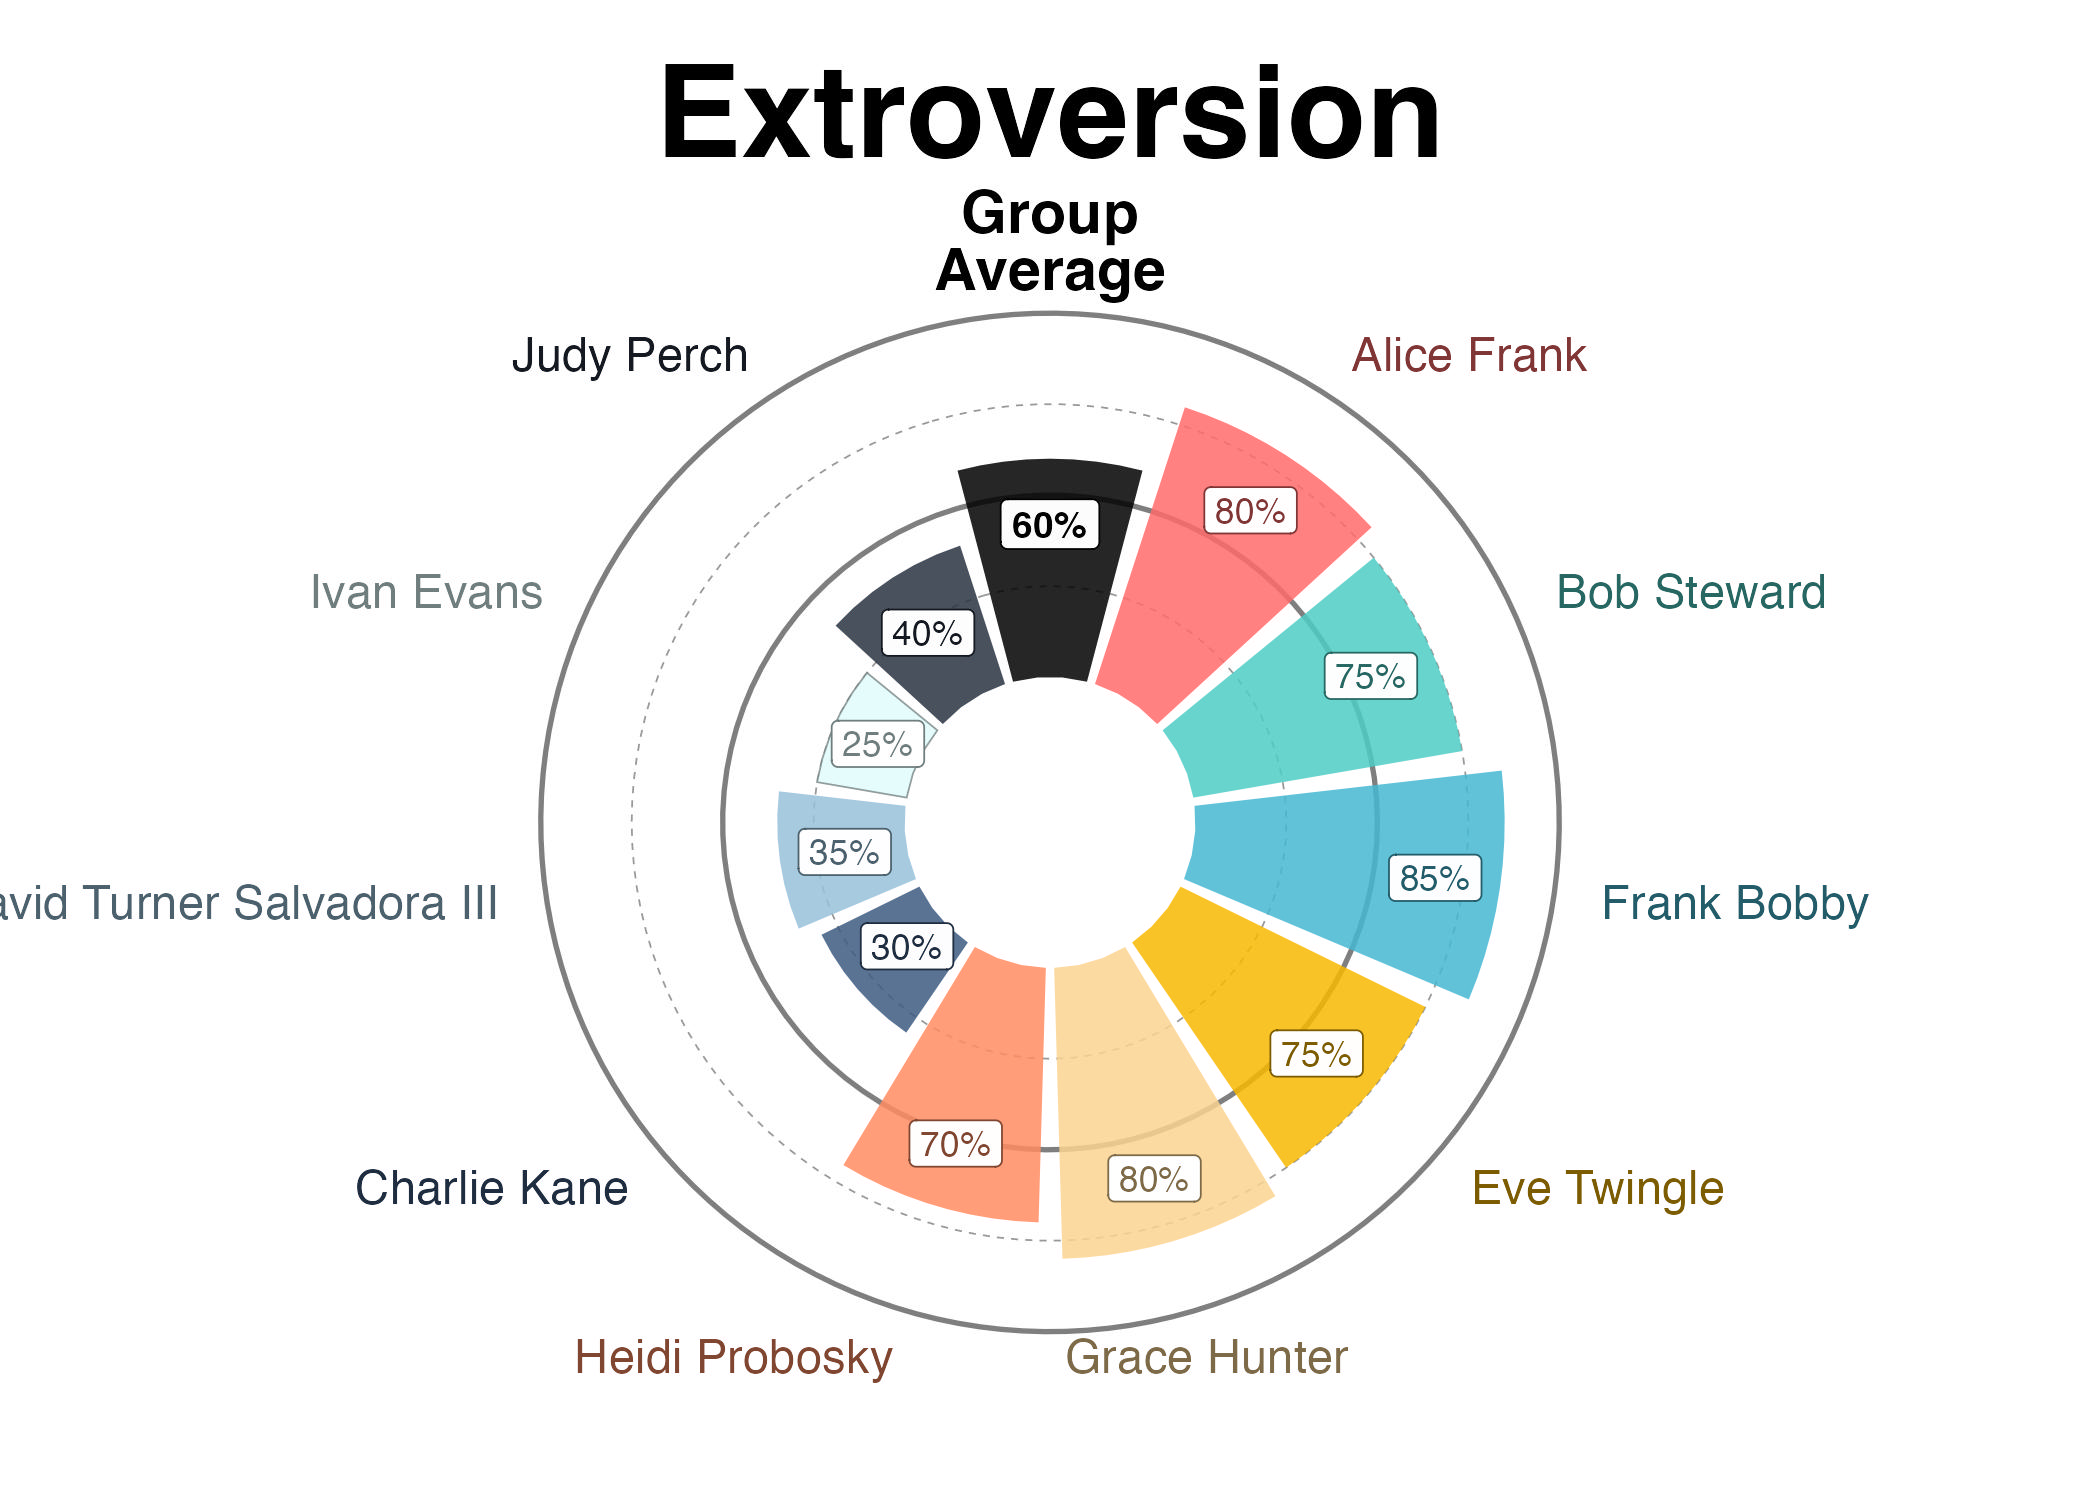 Extroversion
Group
Average
Judy Perch
Alice Frank
60%
80%
Ivan Evans
Bob Steward
40%
75%
25%
35%
85%
Turner Salvadora III
Frank Bobby
30%
75%
70%
80%
Charlie Kane
Eve Twingle
Heidi Probosky
Grace Hunter